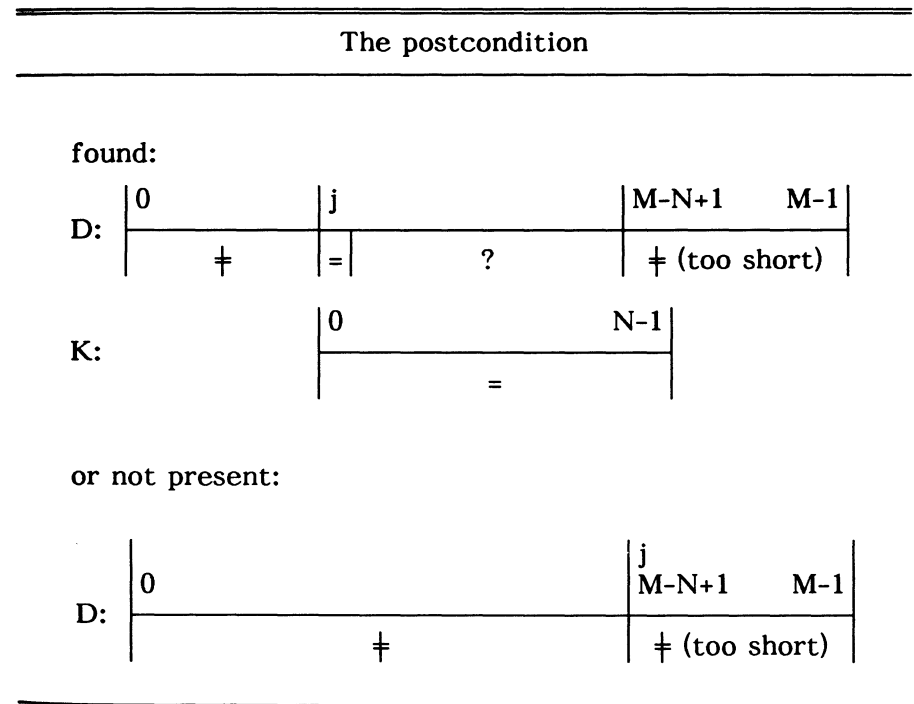 The postcondition
found:
0 j M-N+1 M-1
D:
≠ = ? ≠ (too short)
0 N-1
K:
=
or not present:
j
0 M-N+1 M-1
D:
≠ ≠ (too short)